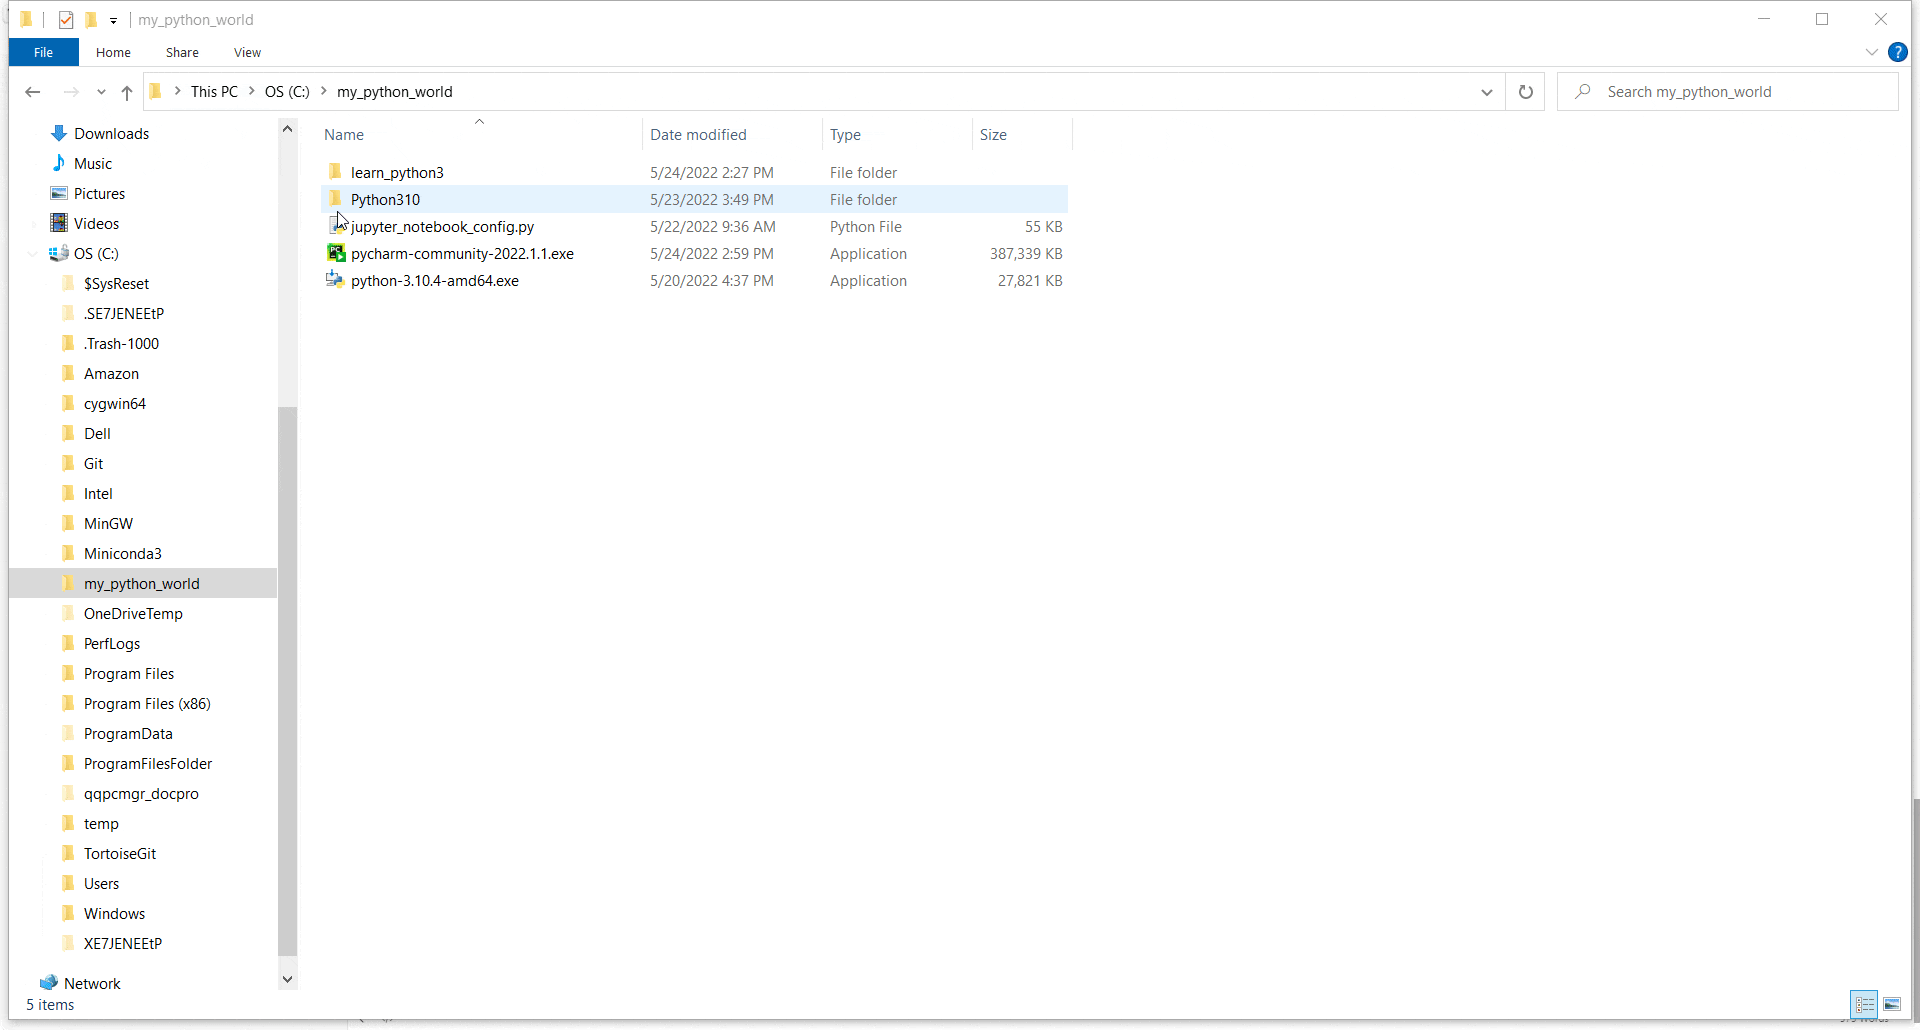 my_python_world
File Home Share View
?
This PC OS (C:) my_python_world
Search my_python_world
Downloads
Music
Pictures
Videos
OS (C:)
$SysReset
.SE7JENEEtP
.Trash-1000
Amazon
cygwin64
Dell
Git
Intel
MinGW
Miniconda3
my_python_world
OneDriveTemp
PerfLogs
Program Files
Program Files (x86)
ProgramData
ProgramFilesFolder
qqpcmgr_docpro
temp
TortoiseGit
Users
Windows
XE7JENEEtP
Network
Name Date modified Type Size
learn_python3 5/24/2022 2:27 PM File folder
Python310 5/23/2022 3:49 PM File folder
jupyter_notebook_config.py 5/22/2022 9:36 AM Python File 55 KB
pycharm-community-2022.1.1.exe 5/24/2022 2:59 PM Application 387,339 KB
python-3.10.4-amd64.exe 5/20/2022 4:37 PM Application 27,821 KB
5 items